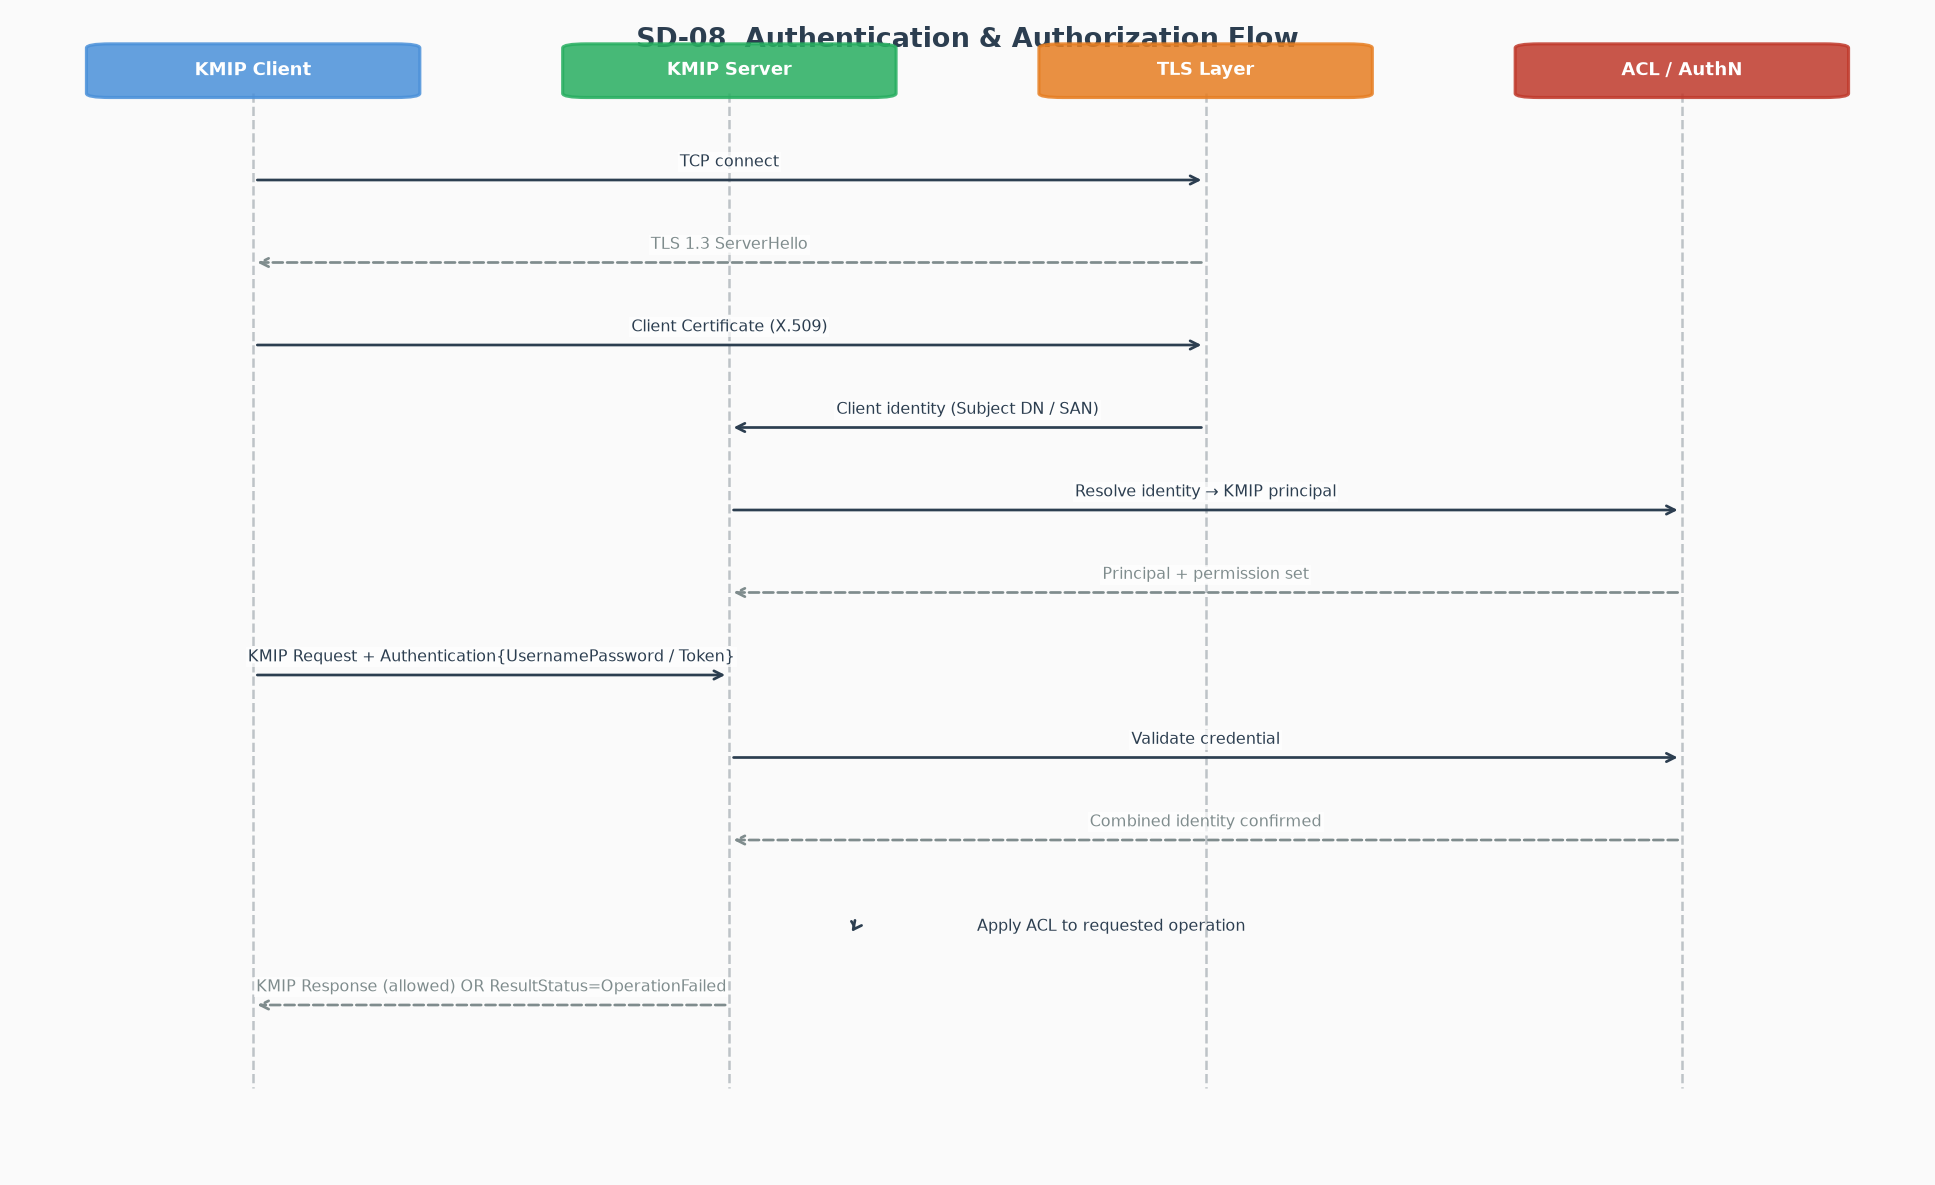 SD-08  Authentication & Authorization Flow
KMIP Client
KMIP Server
TLS Layer
ACL / AuthN
TCP connect
TLS 1.3 ServerHello
Client Certificate (X.509)
Client identity (Subject DN / SAN)
Resolve identity → KMIP principal
Principal + permission set
KMIP Request + Authentication{UsernamePassword / Token}
Validate credential
Combined identity confirmed
Apply ACL to requested operation
KMIP Response (allowed) OR ResultStatus=OperationFailed